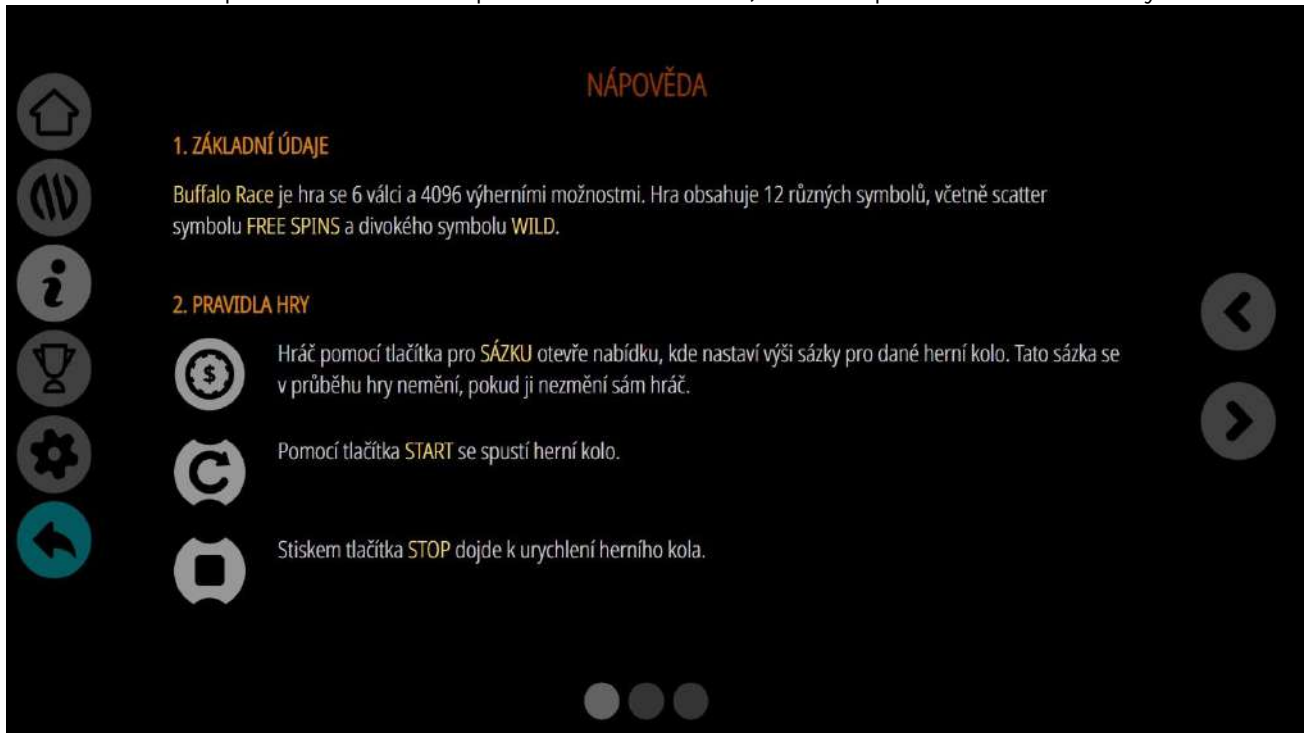 NÁPOVĚDA
1. ZÁKLADNÍ ÚDAJE
Buffalo Race je hra se 6 válci a 4096 výherními možnostmi. Hra obsahuje 12 různých symbolů, včetně scatter
symbolu FREE SPINS a divokého symbolu WILD.
2. PRAVIDLA HRY
Hráč pomocí tlačítka pro SÁZKU otevře nabídku, kde nastaví výši sázky pro dané herní kolo. Tato sázka se
v průběhu hry nemění, pokud ji nezmění sám hráč.
Pomocí tlačítka START se spustí herní kolo.
Stiskem tlačítka STOP dojde k urychlení herního kola.